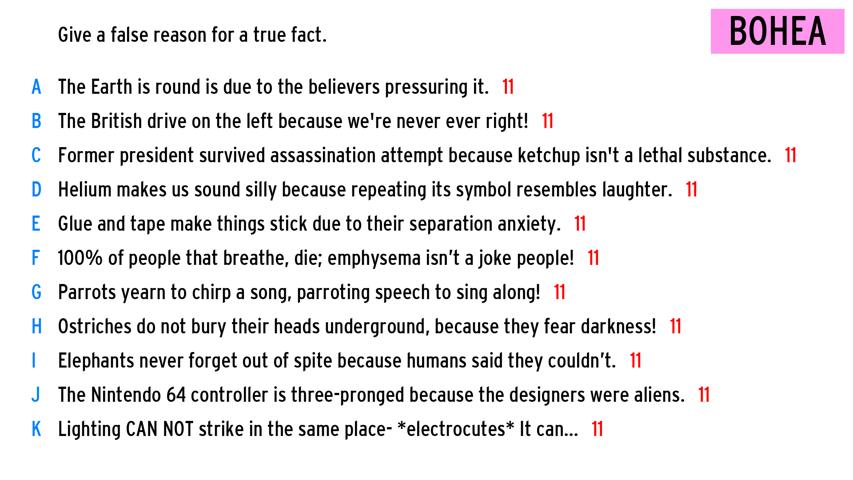 Give a false reason for a true fact.
BOHEA
A The Earth is round is due to the believers pressuring it. 11
B The British drive on the left because we're never ever right! 11
C Former president survived assassination attempt because ketchup isn't a lethal substance. 11
D Helium makes us sound silly because repeating its symbol resembles laughter. 11
E Glue and tape make things stick due to their separation anxiety. 11
F 100% of people that breathe, die; emphysema isn’t a joke people! 11
G Parrots yearn to chirp a song, parroting speech to sing along! 11
H Ostriches do not bury their heads underground, because they fear darkness! 11
I Elephants never forget out of spite because humans said they couldn’t. 11
J The Nintendo 64 controller is three-pronged because the designers were aliens. 11
K Lighting CAN NOT strike in the same place- *electrocutes* It can... 11